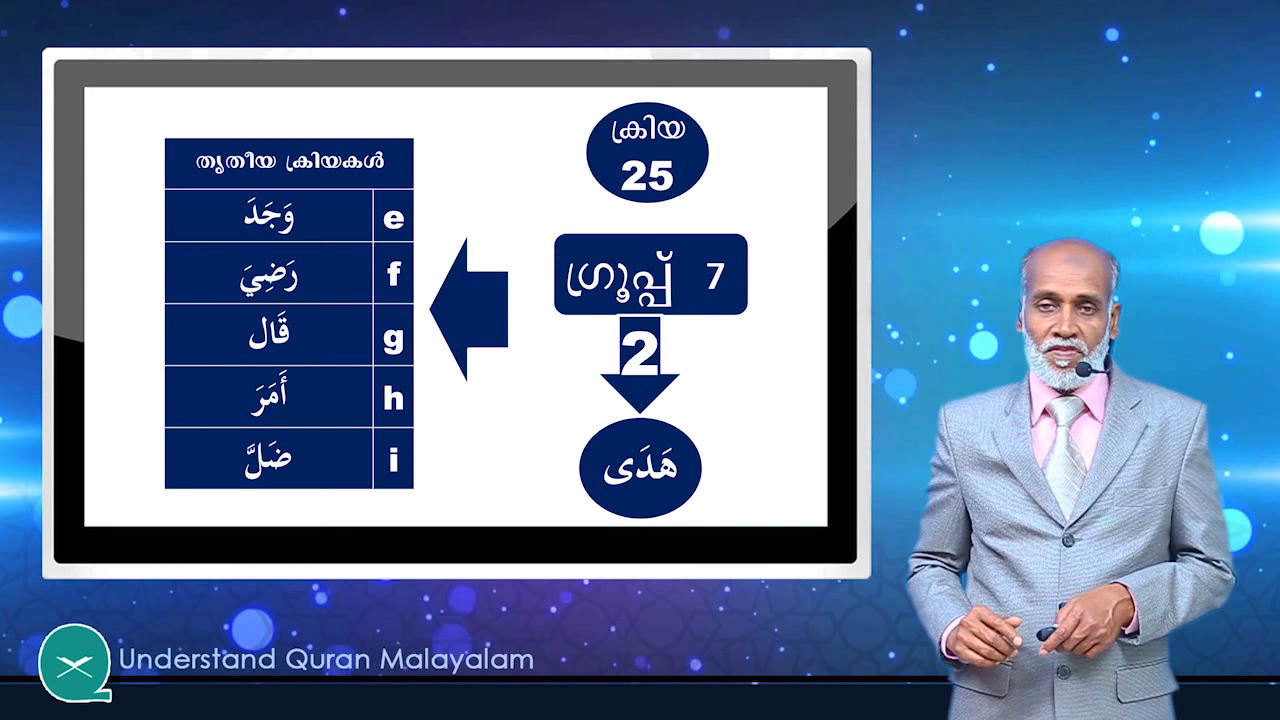 തൃതീയ ക്രിയകൾ
وَجَدَ e
رَضِيَ f
قَال g
أَمَرَ h
ضَلَّ i
ക്രിയ
25
ഗ്രൂപ്പ് 7
2
هَدَى
Understand Quran Malayalam